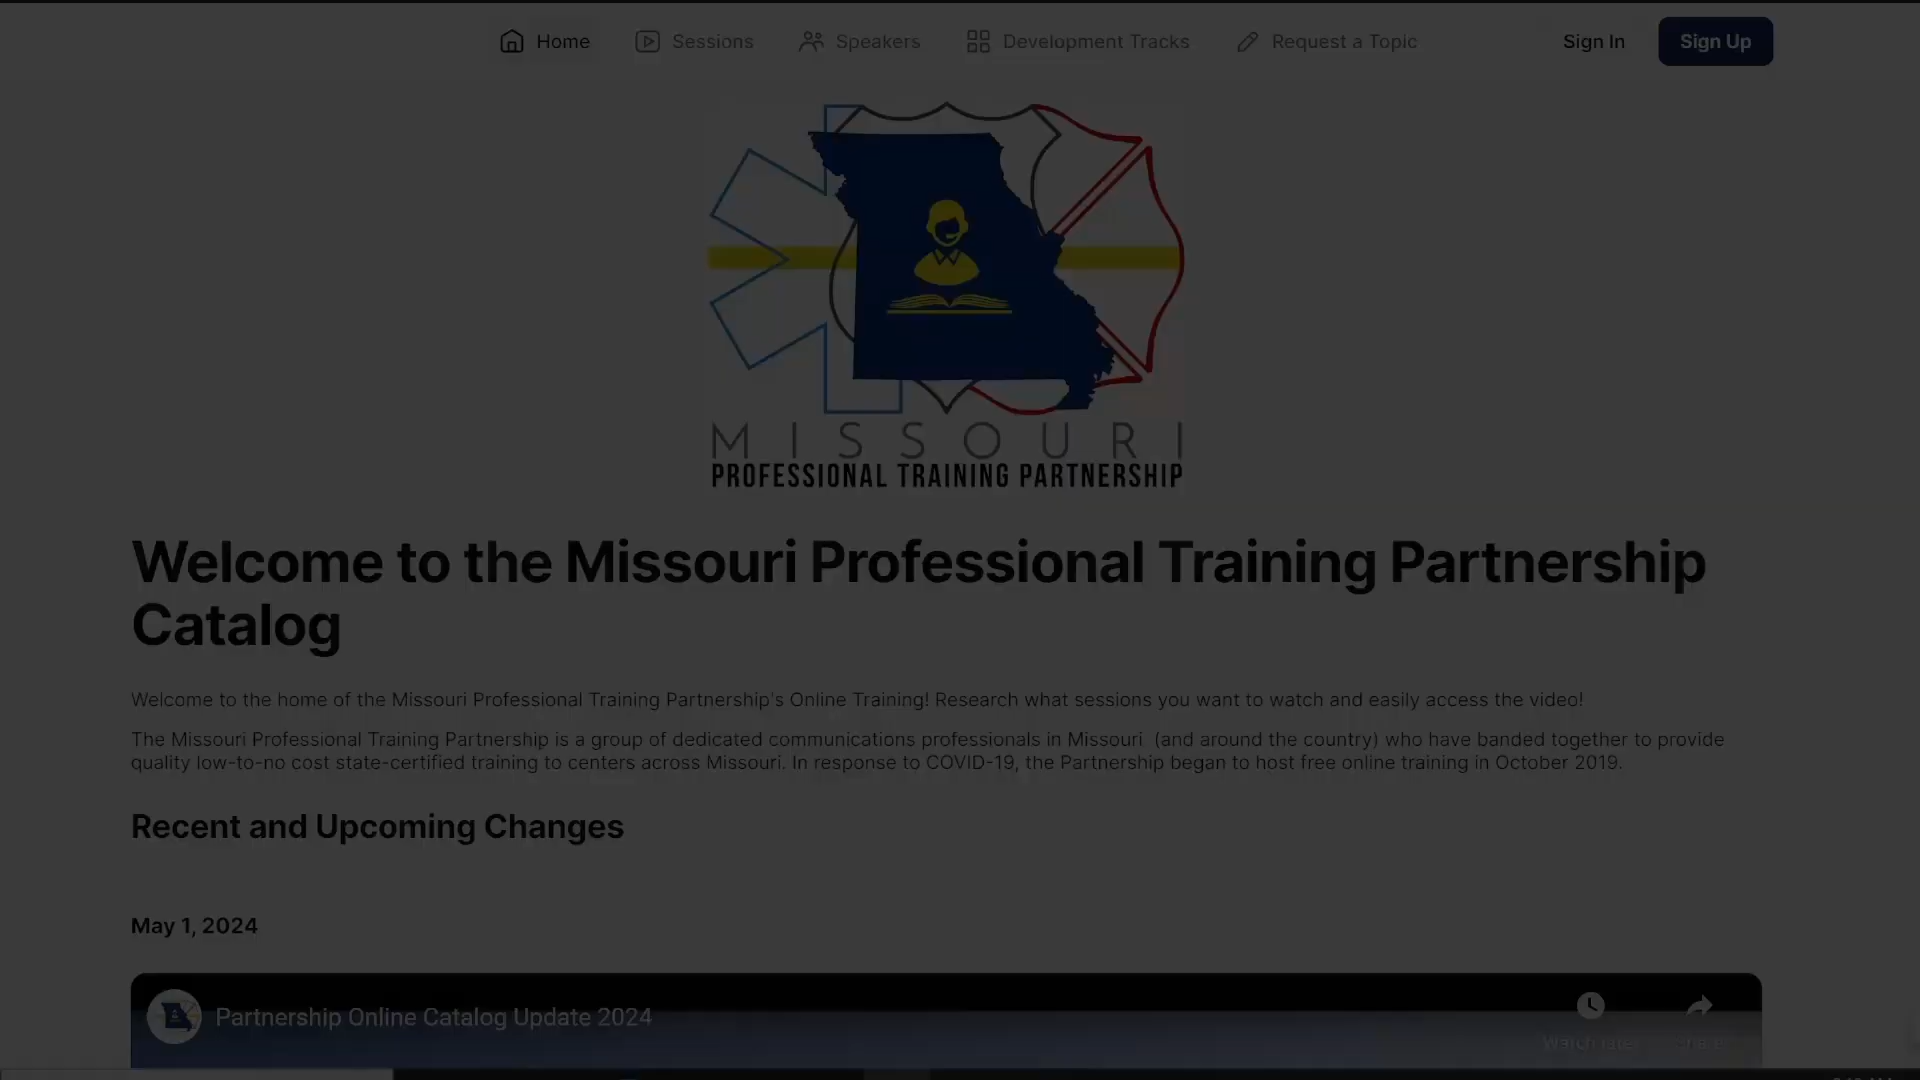 Home Sessions Speakers Development Tracks Request a Topic Sign In Sign Up
MISSOURI
PROFESSIONAL TRAINING PARTNERSHIP
Welcome to the Missouri Professional Training Partnership
Catalog
Welcome to the home of the Missouri Professional Training Partnership's Online Training! Research what sessions you want to watch and easily access the video!
The Missouri Professional Training Partnership is a group of dedicated communications professionals in Missouri (and around the country) who have banded together to provide
quality low-to-no cost state-certified training to centers across Missouri. In response to COVID-19, the Partnership began to host free online training in October 2019.
Recent and Upcoming Changes
May 1, 2024
Partnership Online Catalog Update 2024
Watch later Share